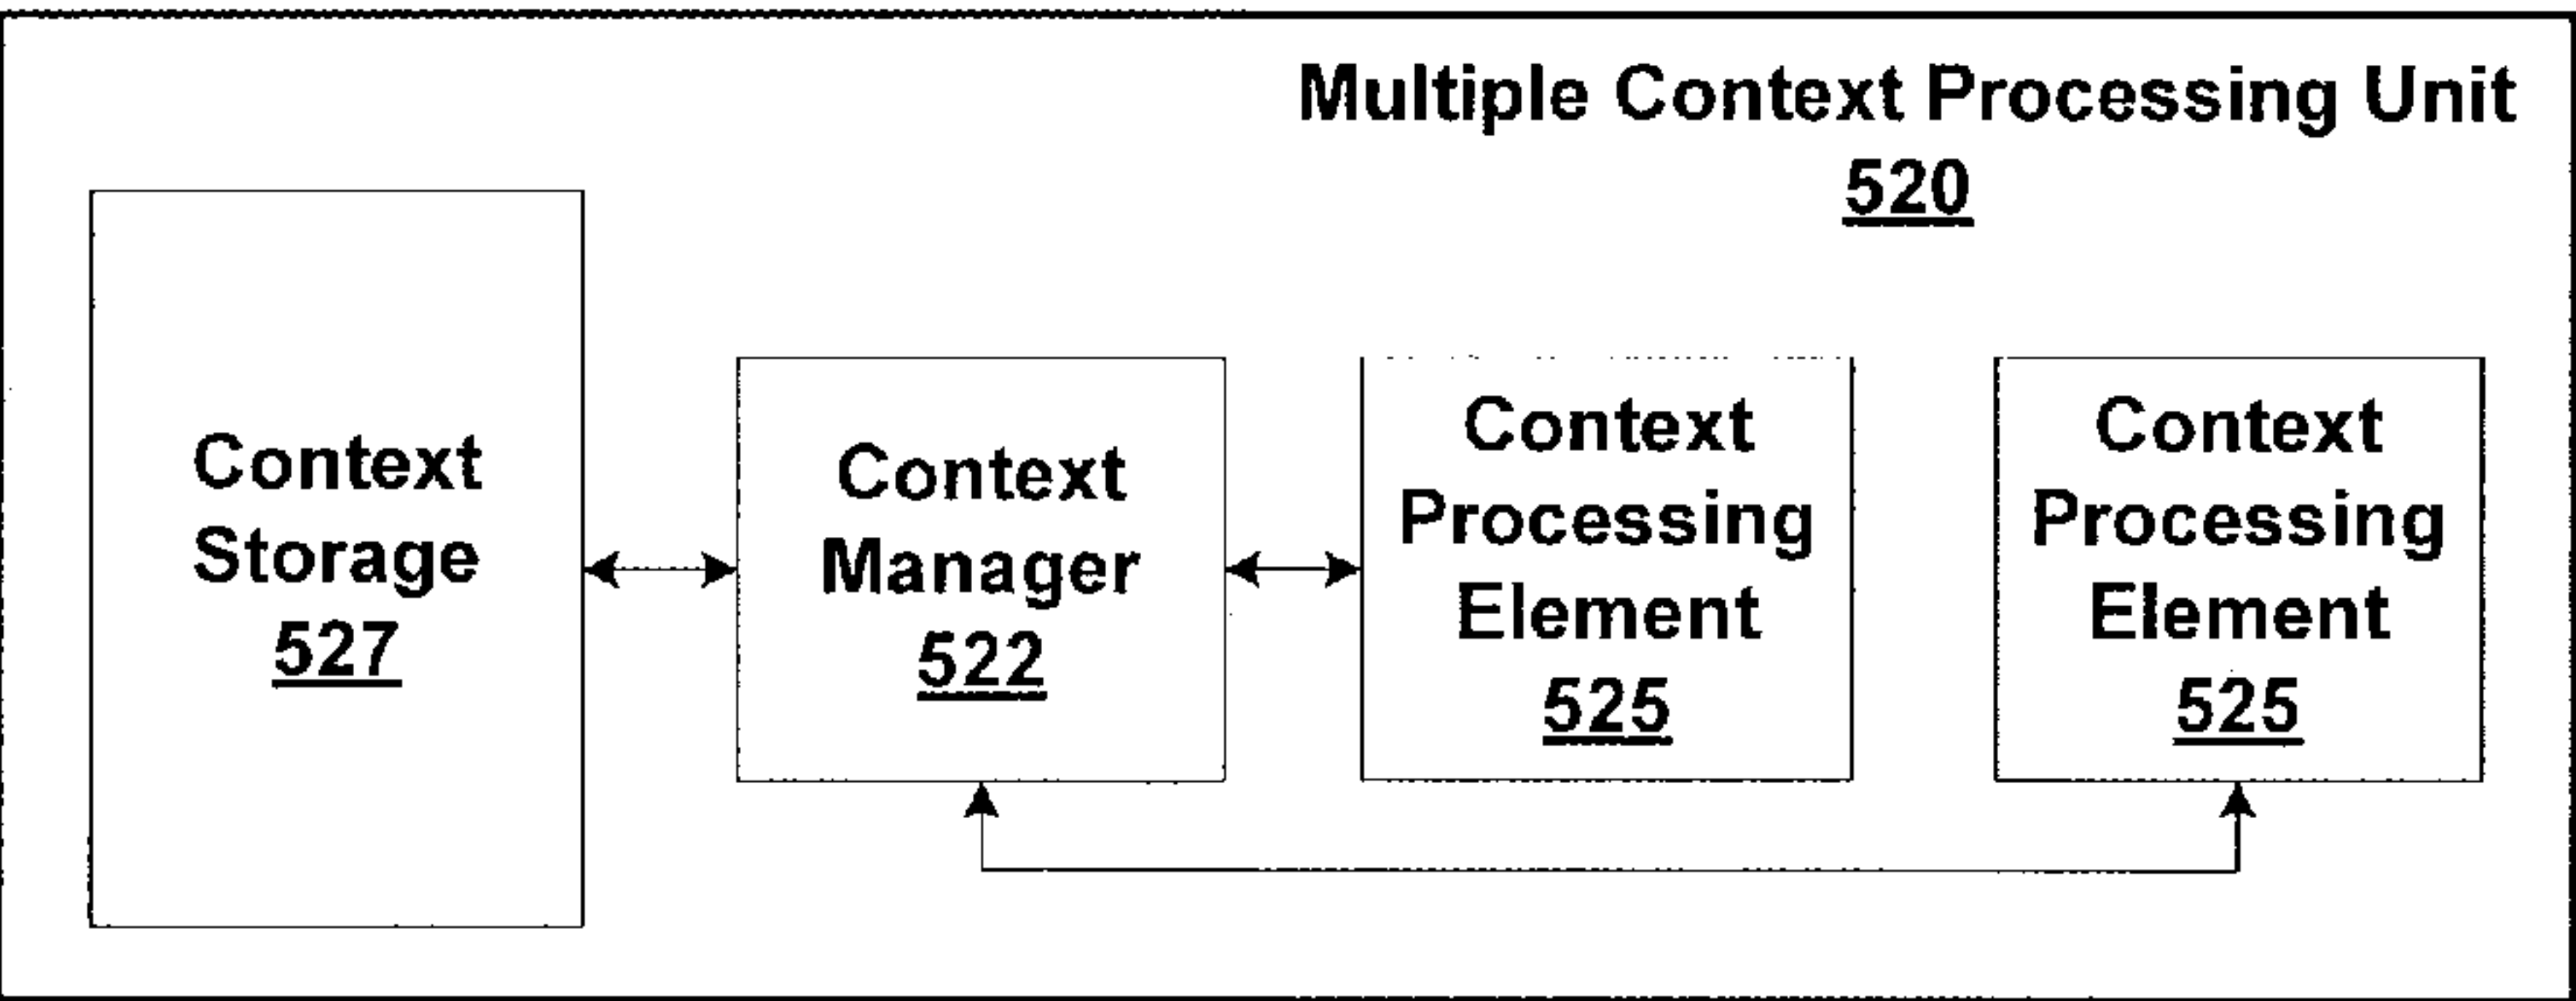 Multiple Context Processing Unit
520
Context
Storage
527
Context
Manager
522
Context
Processing
Element
525
Context
Processing
Element
525